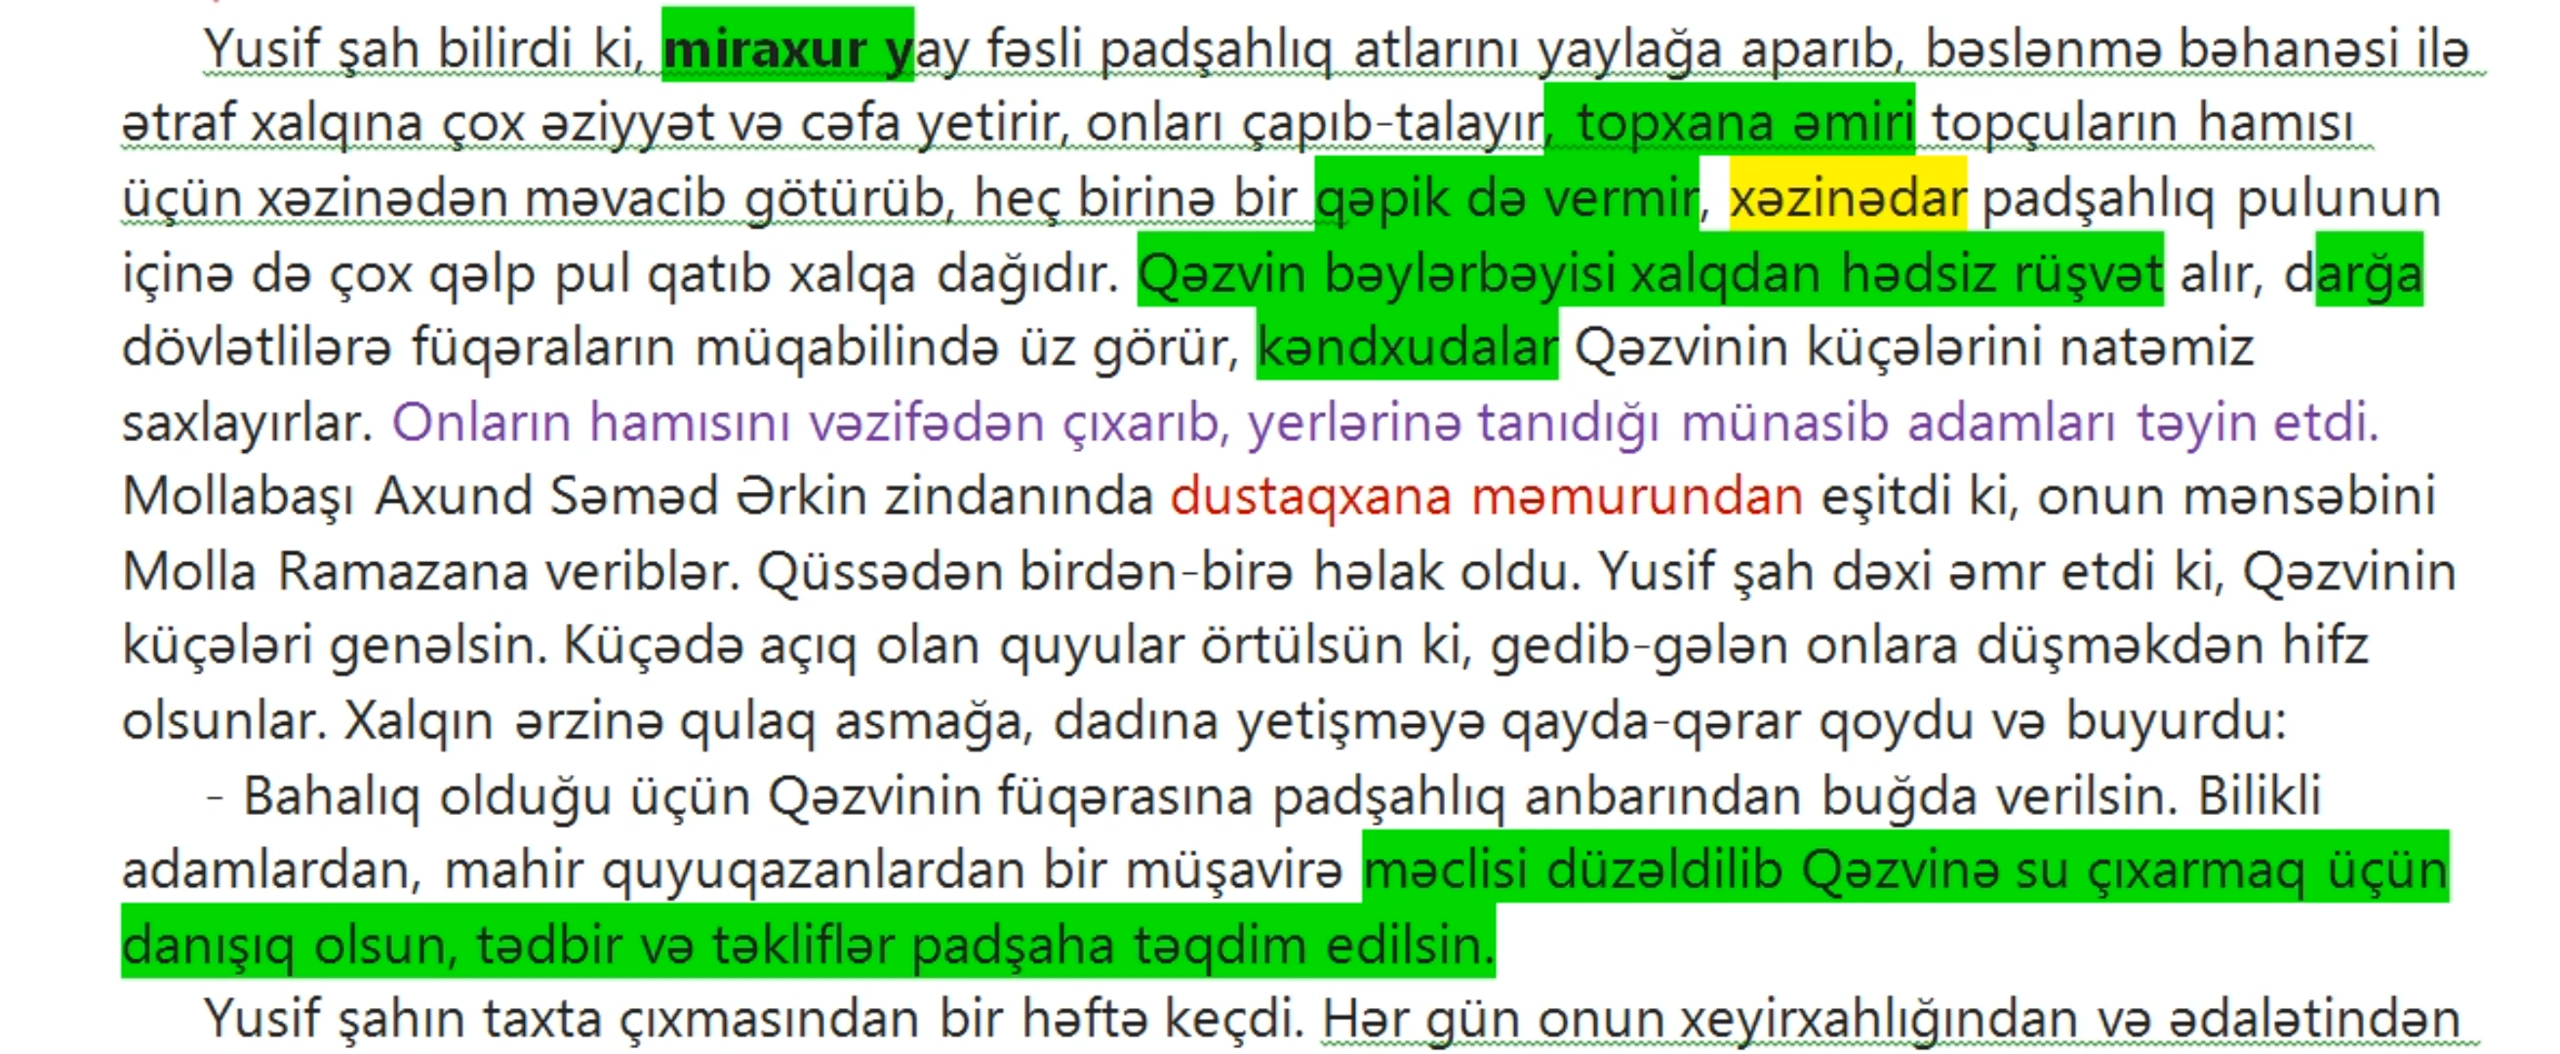 Yusif şah bilirdi ki, miraxur yay fəsli padşahlıq atlarını yaylağa aparıb, bəslənmə bəhanəsi ilə
ətraf xalqına çox əziyyət və cəfa yetirir, onları çapıb-talayır, topxana əmiri topçuların hamısı
üçün xəzinədən məvacib götürüb, heç birinə bir qəpik də vermir, xəzinədar padşahlıq pulunun
içinə də çox qəlp pul qatıb xalqa dağıdır. Qəzvin bəylərbəyisi xalqdan hədsiz rüşvət alır, darğa
dövlətlilərə füqəraların müqabilində üz görür, kəndxudalar Qəzvinin küçələrini natəmiz
saxlayırlar. Onların hamısını vəzifədən çıxarıb, yerlərinə tanıdığı münasib adamları təyin etdi.
Mollabaşı Axund Səməd Ərkin zindanında dustaqxana məmurundan eşitdi ki, onun mənsəbini
Molla Ramazana veriblər. Qüssədən birdən-birə həlak oldu. Yusif şah dəxi əmr etdi ki, Qəzvinin
küçələri genəlsin. Küçədə açıq olan quyular örtülsün ki, gedib-gələn onlara düşməkdən hifz
olsunlar. Xalqın ərzinə qulaq asmağa, dadına yetişməyə qayda-qərar qoydu və buyurdu:
- Bahalıq olduğu üçün Qəzvinin füqərasına padşahlıq anbarından buğda verilsin. Bilikli
adamlardan, mahir quyuqazanlardan bir müşavirə məclisi düzəldilib Qəzvinə su çıxarmaq üçün
danışıq olsun, tədbir və təkliflər padşaha təqdim edilsin.
Yusif şahın taxta çıxmasından bir həftə keçdi. Hər gün onun xeyirxahlığından və ədalətindən